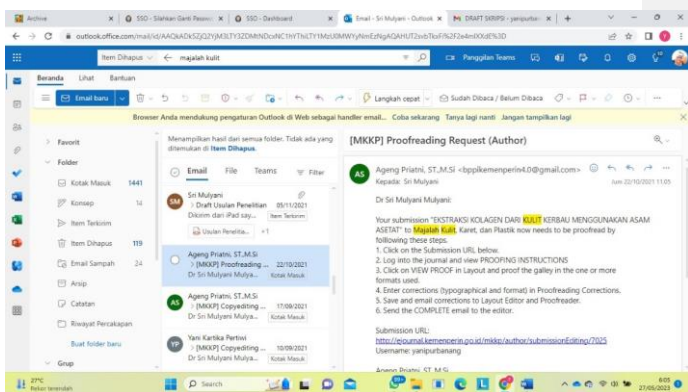 Archive
SSO - Silahkan Ganti Passwo
SSO - Dashboard
Email - Sri Mulyani - Outlook
DRAFT SKRIPSI - yanipurban
outlook.office.com/mail/id/
Item Dihapus
majalah kulit
Panggilan Teams
Beranda Lihat Bantuan
Email baru
Langkah cepat
Sudah Dibaca / Belum Dibaca
Browser Anda mendukung pengaturan Outlook di Web sebagai handler email... Coba sekarang Tanya lagi nanti Jangan tampilkan lagi
Favorit
Folder
Kotak Masuk 1441
Konsep 14
Item Terkirim
Item Dihapus 119
Email Sampah 24
Arsip
Catatan
Riwayat Percakapan
Buat folder baru
Grup
Menampilkan hasil dari semua folder. Tidak ada yang
ditemukan di Item Dihapus.
Email File Teams Filter
SM
Sri Mulyani
> Draft Usulan Penelitian 05/11/2021
Dikirim dari iPad say... Item Terkirim
Usulan Penelitia... +1
Ageng Priatni, ST.,M.Si
> [MKKP] Proofreading ... 22/10/2021
Dr Sri Mulyani Mulya... Kotak Masuk
AS
Ageng Priatni, ST.,M.Si
> [MKKP] Copyediting ... 17/09/2021
Dr Sri Mulyani Mulya... Kotak Masuk
YP
Yani Kartika Pertiwi
> [MKKP] Copyediting ... 10/09/2021
Dr Sri Mulyani Mulya... Kotak Masuk
[MKKP] Proofreading Request (Author)
AS
Ageng Priatni, ST.,M.Si <bppikemenperin4.0@gmail.com>
Kepada: Sri Mulyani
Jum 22/10/2021 11.05
Dr Sri Mulyani Mulyani:
Your submission "EKSTRAKSI KOLAGEN DARI KULIT KERBAU MENGGUNAKAN ASAM
ASETAT" to Majalah Kulit, Karet, dan Plastik now needs to be proofread by
folllowing these steps.
1. Click on the Submission URL below.
2. Log into the journal and view PROOFING INSTRUCTIONS
3. Click on VIEW PROOF in Layout and proof the galley in the one or more
formats used.
4. Enter corrections (typographical and format) in Proofreading Corrections.
5. Save and email corrections to Layout Editor and Proofreader.
6. Send the COMPLETE email to the editor.
Submission URL:
http://ejournal.kemenperin.go.id/mkkp/author/submissionEditing/7025
Username: yanipurbanang
Ageng Priatni, ST.,M.Si
27°C
Search
6:05
27/05/2023